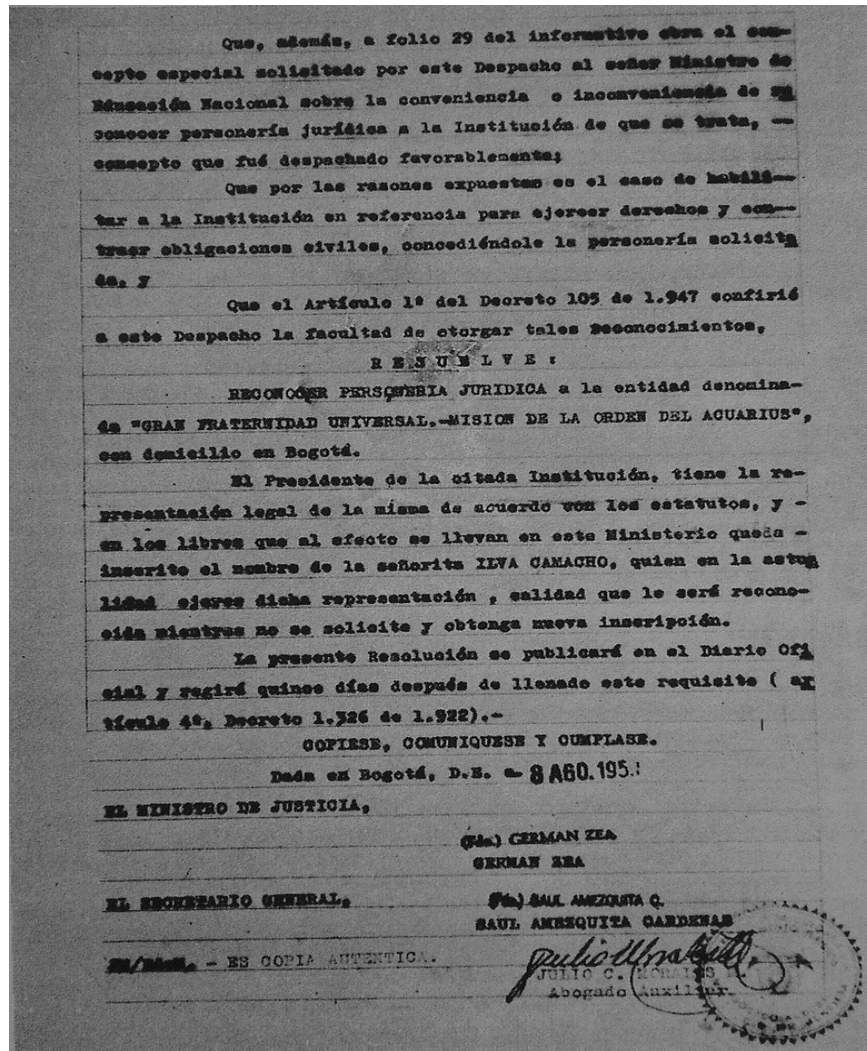 Que, además, a folio 29 del informativo obra el con-
cepto especial solicitado por este Despacho al señor Ministro de
Educación Nacional sobre la conveniencia o inconveniencia de re
conocer personería jurídica a la Institución de que se trata, -
concepto que fué despachado favorablemente;
Que por las razones expuestas es el caso de habili-
tar a la Institución en referencia para ejercer derechos y con-
traer obligaciones civiles, concediéndole la personería solicita
da, y
Que el Artículo 1º del Decreto 105 de 1.947 confirió
a este Despacho la facultad de otorgar tales reconocimientos,
R E S U E L V E :
RECONOCER PERSONERIA JURIDICA a la entidad denomina-
da "GRAN FRATERNIDAD UNIVERSAL.-MISION DE LA ORDEN DEL ACUARIUS",
con domicilio en Bogotá.
El Presidente de la citada Institución, tiene la re-
presentación legal de la misma de acuerdo con los estatutos, y -
en los libros que al efecto se llevan en este Ministerio queda -
inscrito el nombre de la señorita ILVA CAMACHO, quien en la actua
lidad ejerce dicha representación , calidad que le será recono-
cida mientras no se solicite y obtenga nueva inscripción.
La presente Resolución se publicará en el Diario Ofi
cial y regirá quince días después de llenado este requisito ( ar
tículo 4º, Decreto 1.326 de 1.922).-
COPIESE, COMUNIQUESE Y CUMPLASE.
Dada en Bogotá, D.E. a 8 AGO. 195
EL MINISTRO DE JUSTICIA,
(Fdo.) GERMAN ZEA
GERMAN ZEA
EL SECRETARIO GENERAL,
(Fdo.) SAUL AMEZQUITA C.
SAUL AMEZQUITA CARDENAS
- ES COPIA AUTENTICA.
JULIO C. MORALES
Abogado Auxiliar